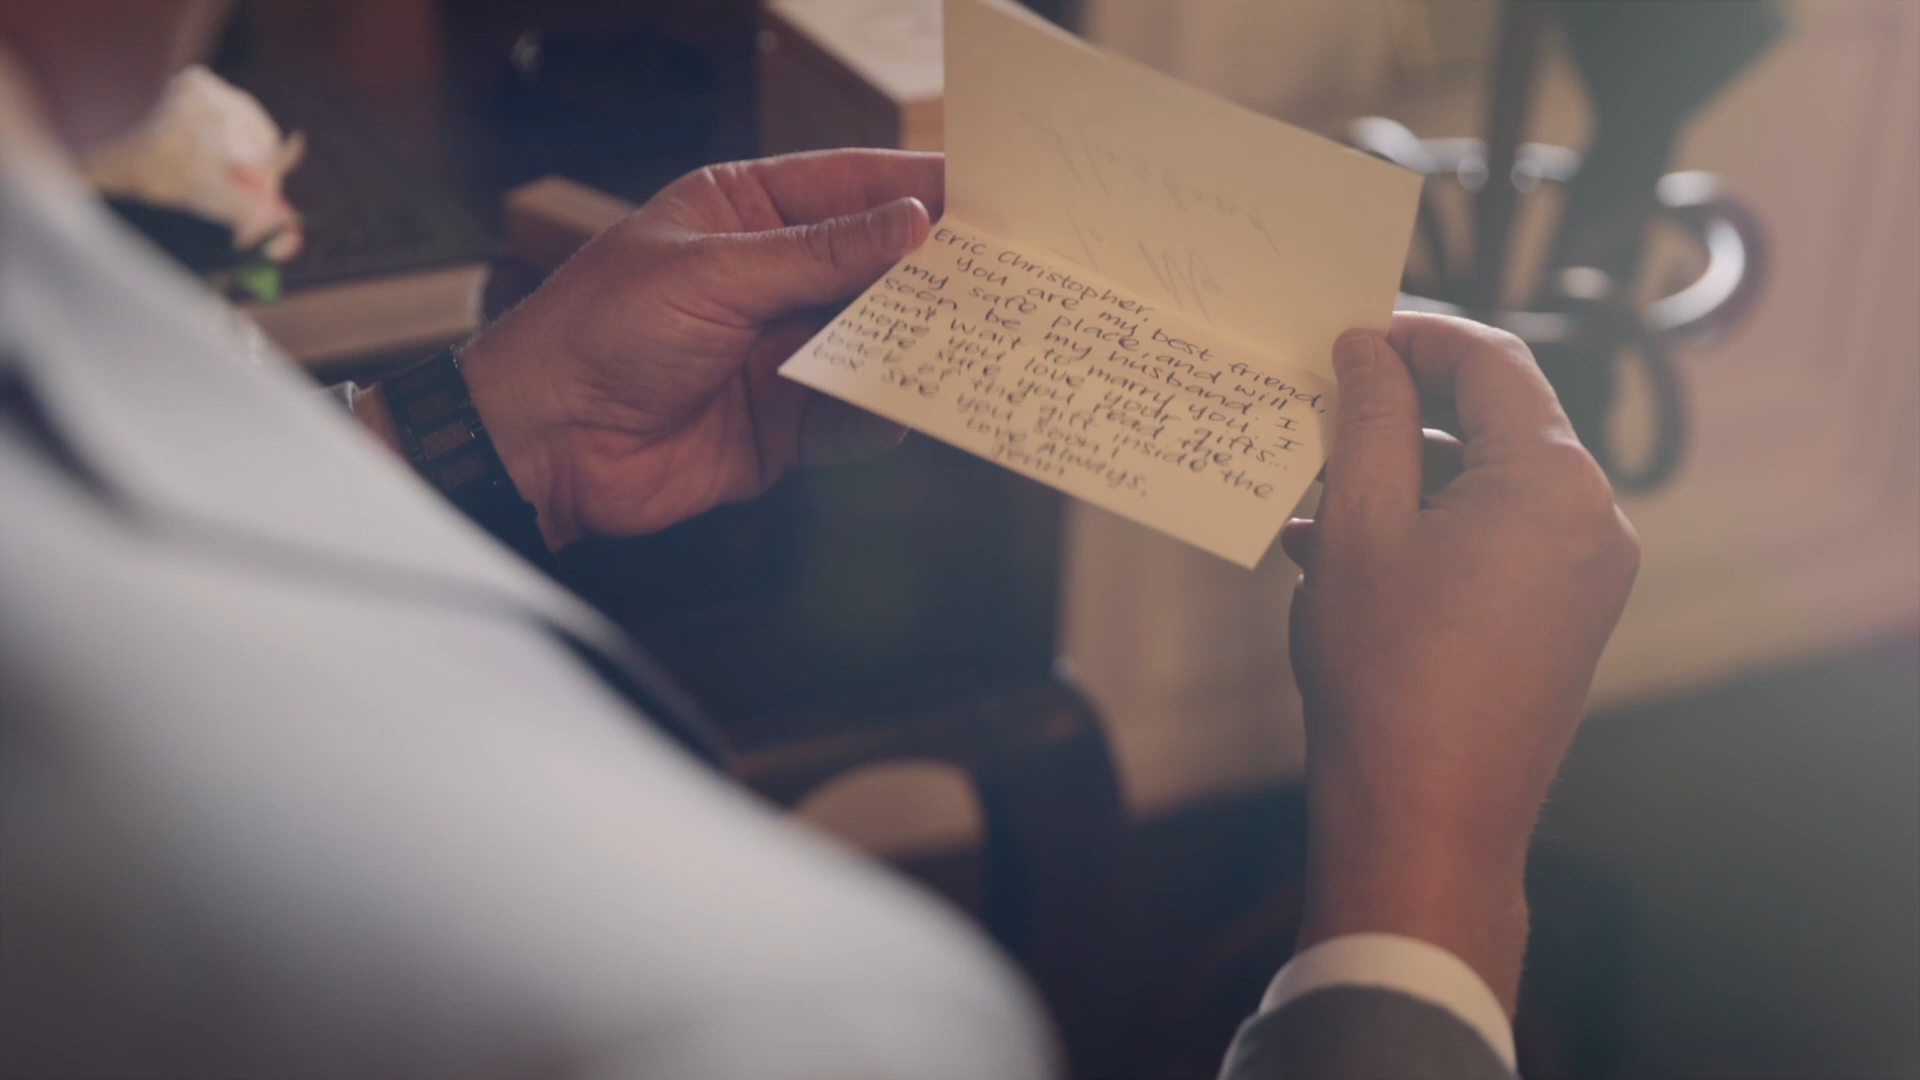 Eric Christopher,
you are my best friend,
my safe place, and will
soon be my husband. I
can't wait to marry you. I
hope you love your gifts...
make sure you read the
back of the gift inside the
box see you soon!
Love Always,
Jenn